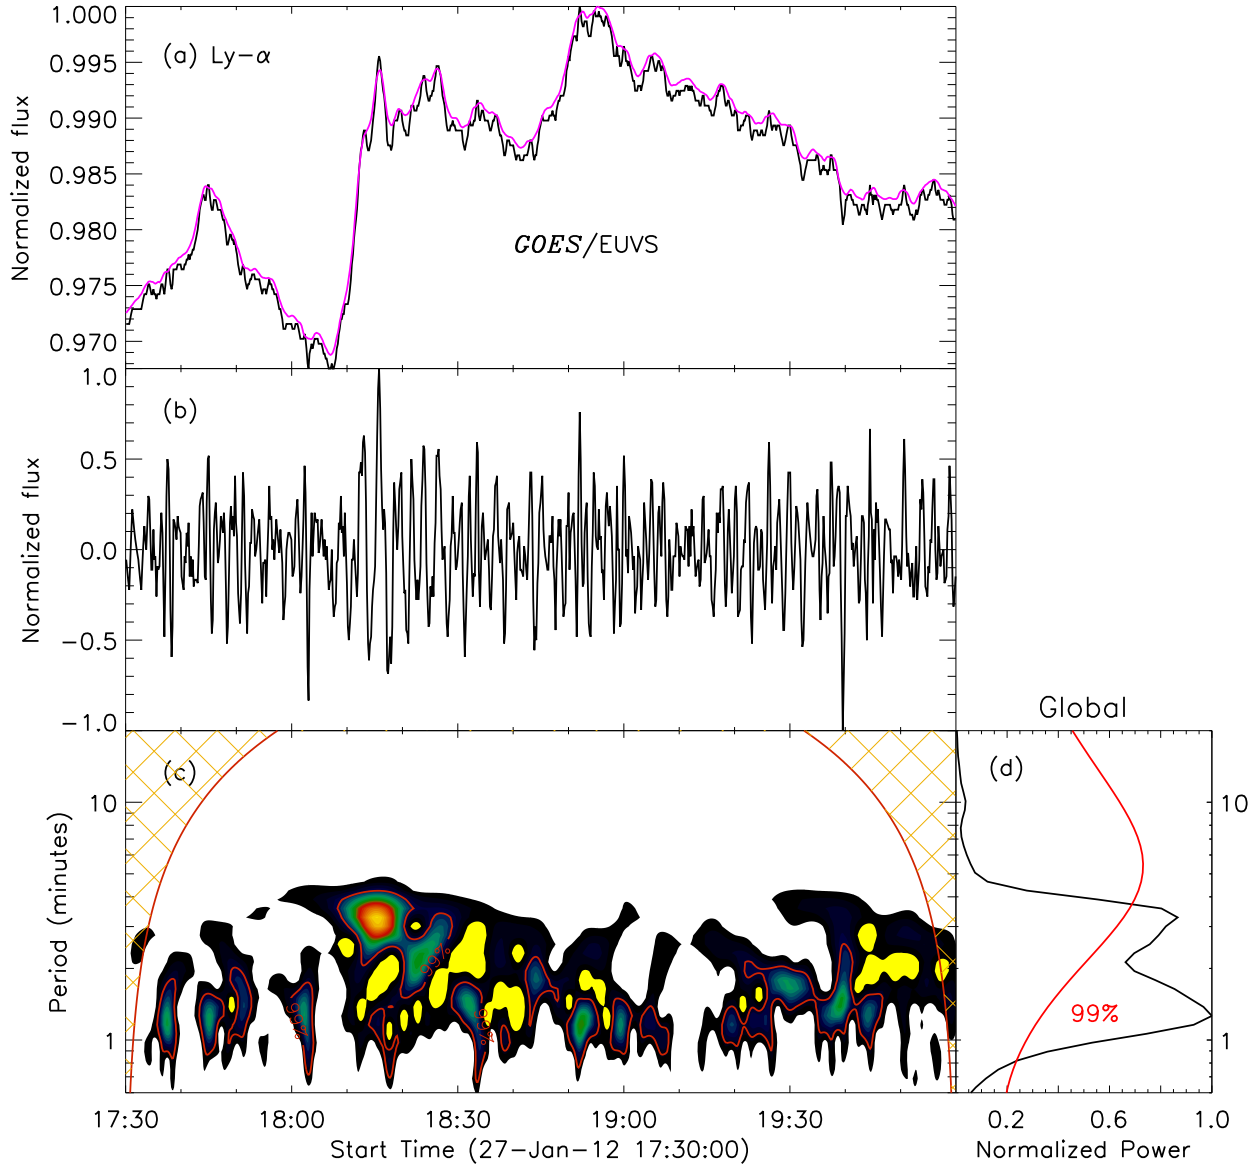 (a) Ly-α
1.000
0.995
0.990
0.985
0.980
0.975
0.970
Normalized flux
GOES/EUVS
(b)
1.0
0.5
0.0
-0.5
-1.0
Normalized flux
(c)
10
1
Period (minutes)
99%
99%
99%
17:30 18:00 18:30 19:00 19:30
Start Time (27-Jan-12 17:30:00)
Global
(d)
10
1
99%
0.2 0.6 1.0
Normalized Power